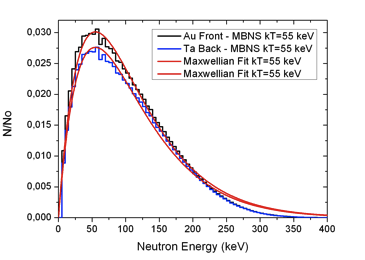 0,030
0,025
0,020
0,015
0,010
0,005
0,000
N/No
Au Front - MBNS kT=55 keV
Ta Back - MBNS kT=55 keV
Maxwellian Fit kT=55 keV
Maxwellian Fit kT=55 keV
0 50 100 150 200 250 300 350 400
Neutron Energy (keV)